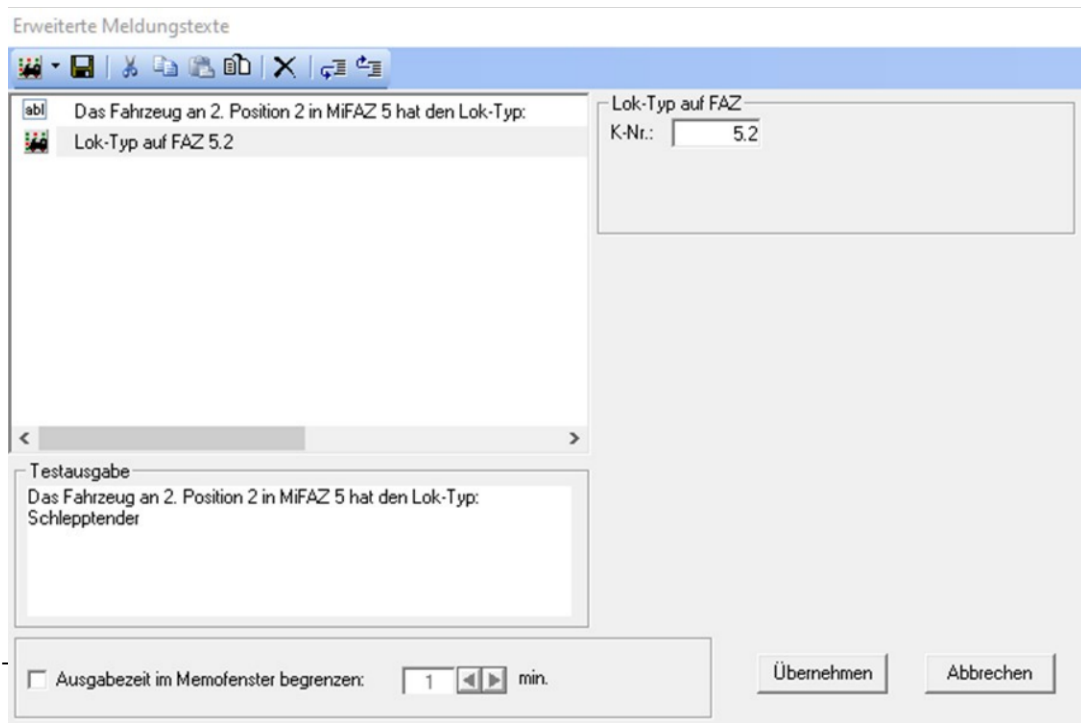 Erweiterte Meldungstexte
abl Das Fahrzeug an 2. Position 2 in MiFAZ 5 hat den Lok-Typ:
Lok-Typ auf FAZ 5.2
Lok-Typ auf FAZ
K-Nr.: 5.2
Testausgabe
Das Fahrzeug an 2. Position 2 in MiFAZ 5 hat den Lok-Typ:
Schlepptender
Ausgabezeit im Memofenster begrenzen: 1 min.
Übernehmen
Abbrechen